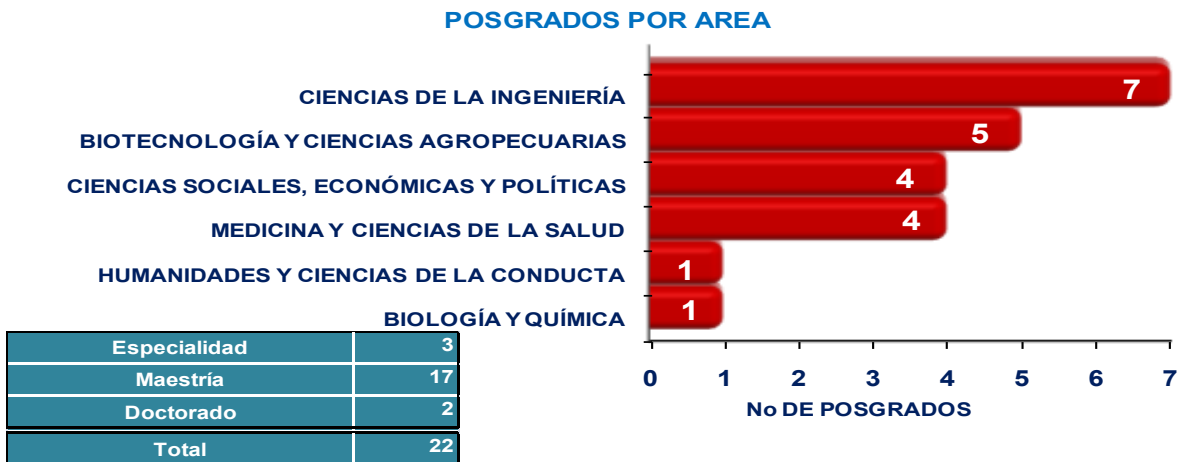 POSGRADOS POR AREA
CIENCIAS DE LA INGENIERÍA 7
BIOTECNOLOGÍA Y CIENCIAS AGROPECUARIAS 5
CIENCIAS SOCIALES, ECONÓMICAS Y POLÍTICAS 4
MEDICINA Y CIENCIAS DE LA SALUD 4
HUMANIDADES Y CIENCIAS DE LA CONDUCTA 1
BIOLOGÍA Y QUÍMICA 1
0 1 2 3 4 5 6 7
No DE POSGRADOS
Especialidad 3
Maestría 17
Doctorado 2
Total 22